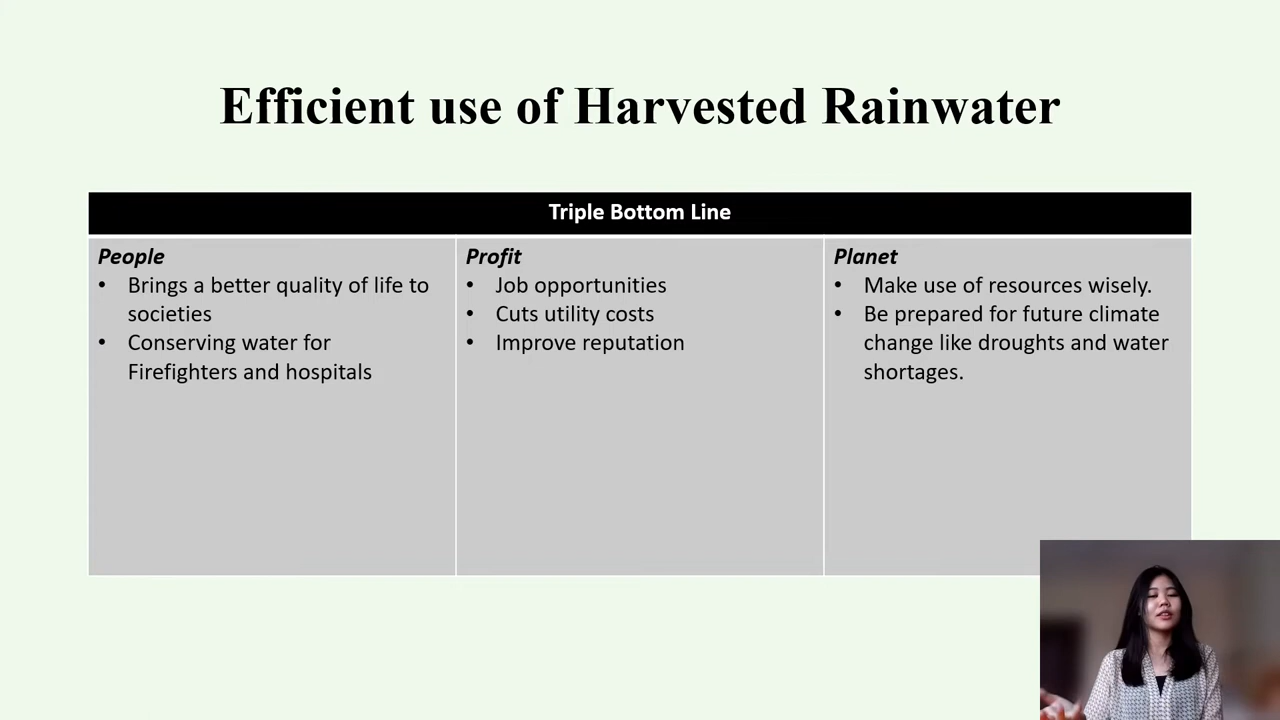 Efficient use of Harvested Rainwater
Triple Bottom Line
People
• Brings a better quality of life to
societies
• Conserving water for
Firefighters and hospitals
Profit
• Job opportunities
• Cuts utility costs
• Improve reputation
Planet
• Make use of resources wisely.
• Be prepared for future climate
change like droughts and water
shortages.